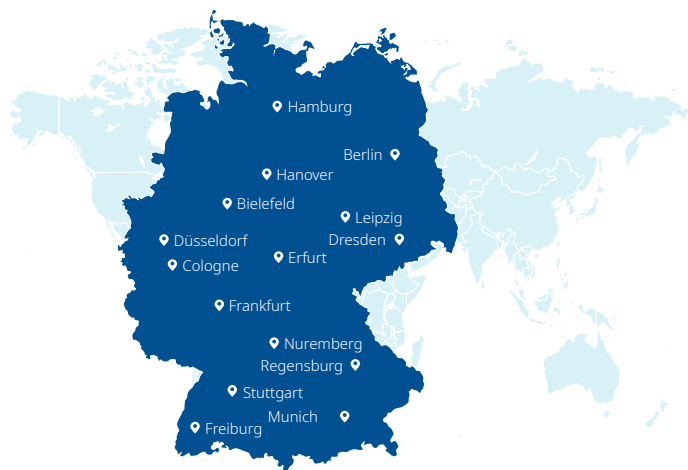 Hamburg
Berlin
Hanover
Bielefeld
Leipzig
Dresden
Düsseldorf
Erfurt
Cologne
Frankfurt
Nuremberg
Regensburg
Stuttgart
Munich
Freiburg